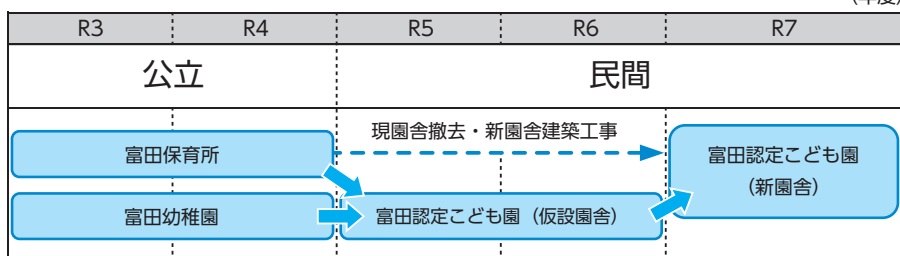 (年度)
R3 R4 R5 R6 R7
公立 民間
現園舎撤去・新園舎建築工事
富田保育所
富田認定こども園
(新園舎)
富田幼稚園
富田認定こども園(仮設園舎)